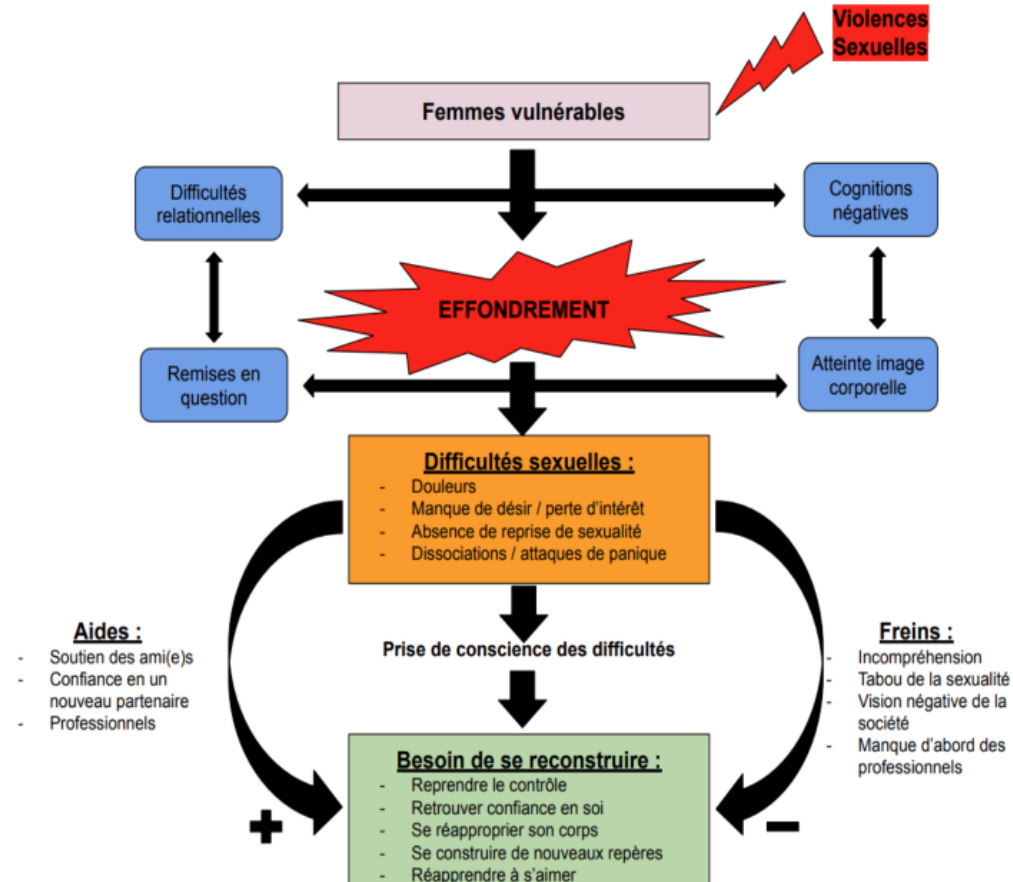 Violences
Sexuelles
Femmes vulnérables
Difficultés
relationnelles
Cognitions
négatives
EFFONDREMENT
Remises en
question
Atteinte image
corporelle
Difficultés sexuelles :
- Douleurs
- Manque de désir / perte d'intérêt
- Absence de reprise de sexualité
- Dissociations / attaques de panique
Aides :
- Soutien des ami(e)s
- Confiance en un
nouveau partenaire
- Professionnels
Prise de conscience des difficultés
Freins :
- Incompréhension
- Tabou de la sexualité
- Vision négative de la
société
- Manque d'abord des
professionnels
Besoin de se reconstruire :
- Reprendre le contrôle
- Retrouver confiance en soi
- Se réapproprier son corps
- Se construire de nouveaux repères
- Réapprendre à s'aimer
+
−